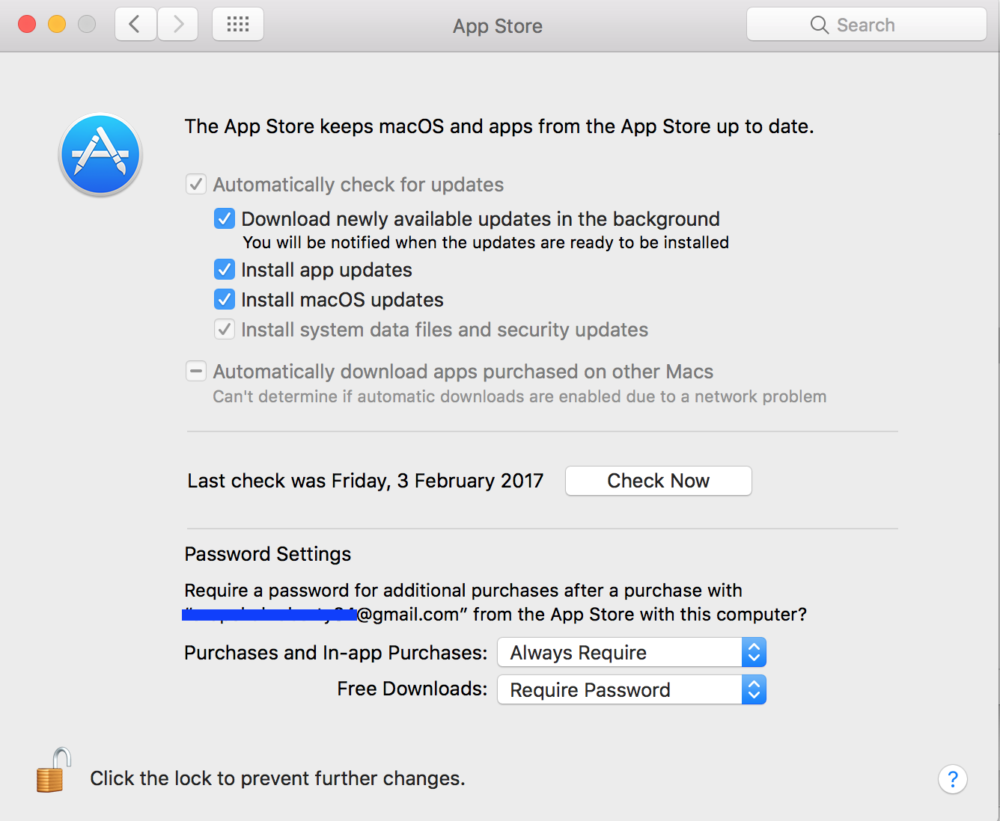 App Store
Search
The App Store keeps macOS and apps from the App Store up to date.
Automatically check for updates
Download newly available updates in the background
You will be notified when the updates are ready to be installed
Install app updates
Install macOS updates
Install system data files and security updates
Automatically download apps purchased on other Macs
Can't determine if automatic downloads are enabled due to a network problem
Last check was Friday, 3 February 2017
Check Now
Password Settings
Require a password for additional purchases after a purchase with
@gmail.com” from the App Store with this computer?
Purchases and In-app Purchases: Always Require
Free Downloads: Require Password
Click the lock to prevent further changes.
?